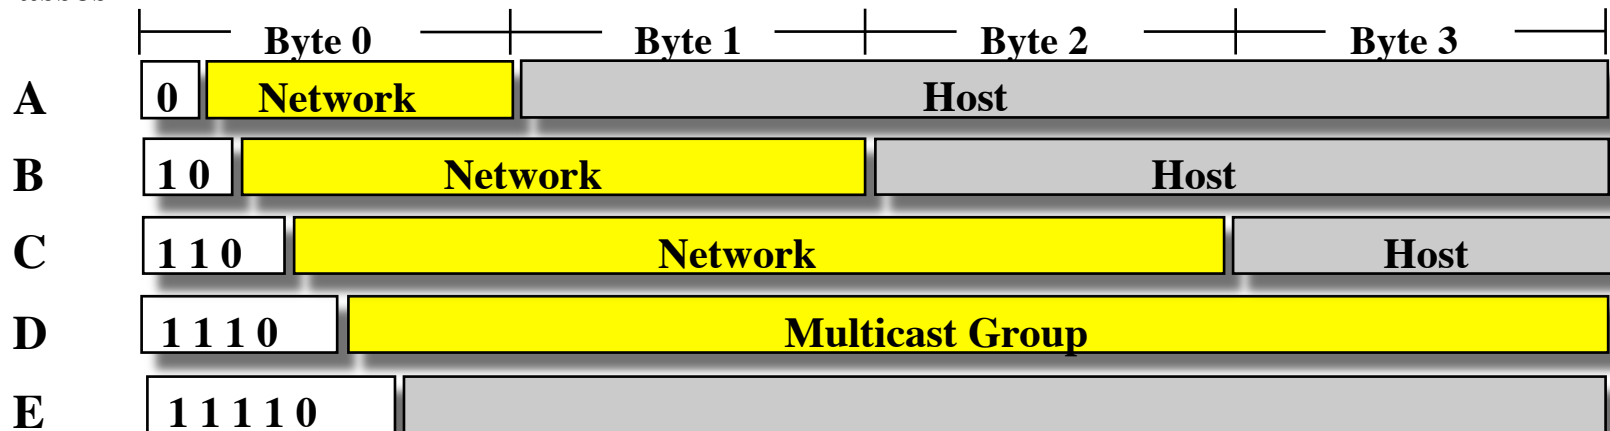 Byte 0 Byte 1 Byte 2 Byte 3
A 0 Network Host
B 1 0 Network Host
C 1 1 0 Network Host
D 1 1 1 0 Multicast Group
E 1 1 1 1 0